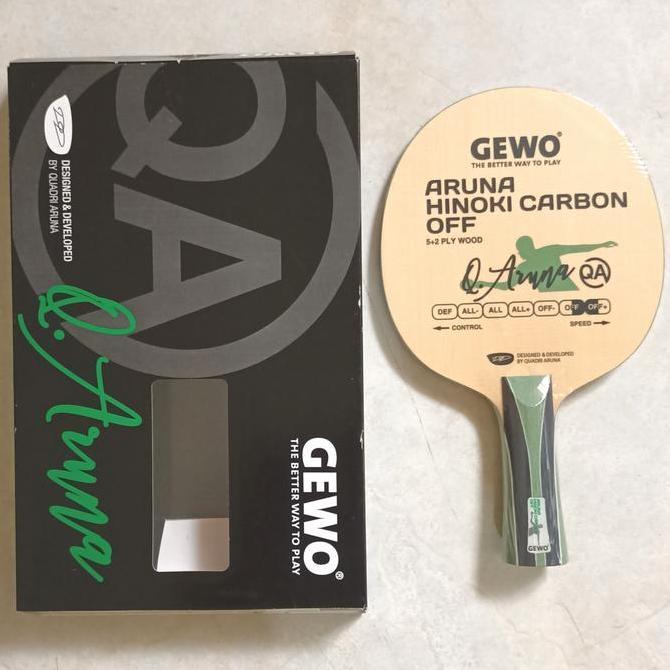 QA
DESIGNED & DEVELOPED
BY QUADRI ARUNA
Q. Aruna
GEWO®
THE BETTER WAY TO PLAY
GEWO®
THE BETTER WAY TO PLAY
ARUNA
HINOKI CARBON
OFF
5+2 PLY WOOD
Q. Aruna QA
DEF ALL- ALL ALL+ OFF- OFF OFF+
CONTROL SPEED
DESIGNED & DEVELOPED
BY QUADRI ARUNA
GEWO